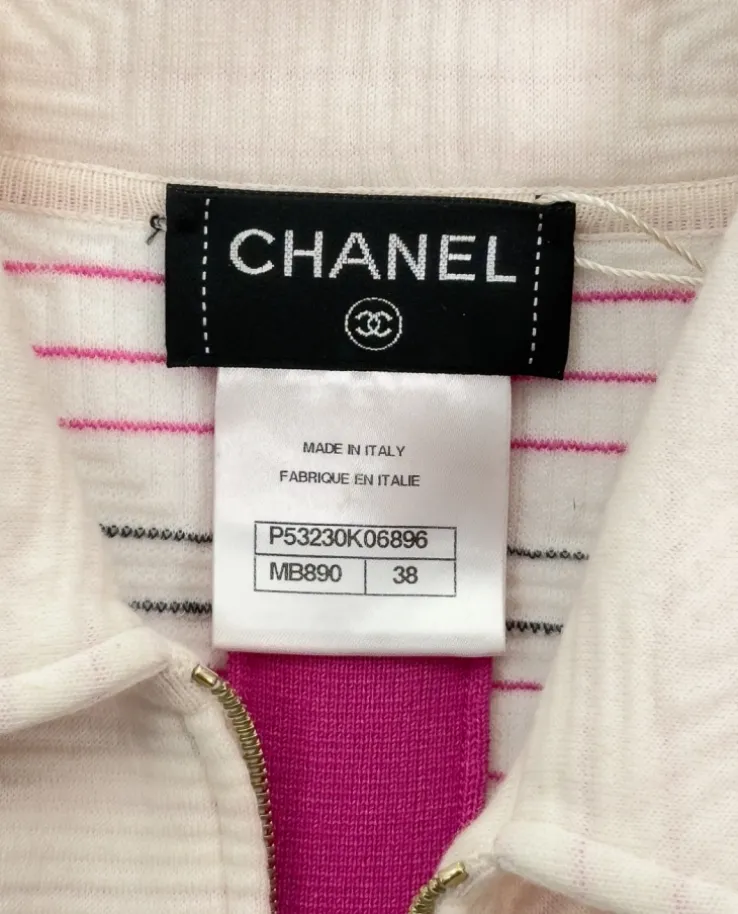 CHANEL
MADE IN ITALY
FABRIQUE EN ITALIE
P53230K06896
MB890 38